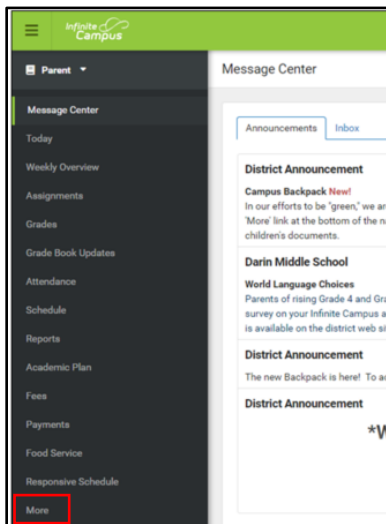 Infinite
Campus
Parent
Message Center
Message Center
Today
Weekly Overview
Assignments
Grades
Grade Book Updates
Attendance
Schedule
Reports
Academic Plan
Fees
Payments
Food Service
Responsive Schedule
More
Announcements Inbox
District Announcement
Campus Backpack New!
In our efforts to be "green," we
'More' link at the bottom of the
children's documents.
Darin Middle School
World Language Choices
Parents of rising Grade 4 and
survey on your Infinite Campus
is available on the district web
District Announcement
The new Backpack is here! To
District Announcement